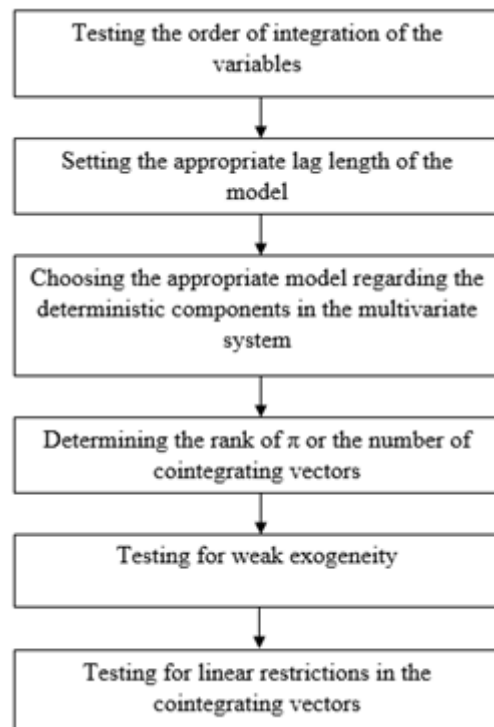 Testing the order of integration of the
variables
Setting the appropriate lag length of the
model
Choosing the appropriate model regarding the
deterministic components in the multivariate
system
Determining the rank of π or the number of
cointegrating vectors
Testing for weak exogeneity
Testing for linear restrictions in the
cointegrating vectors